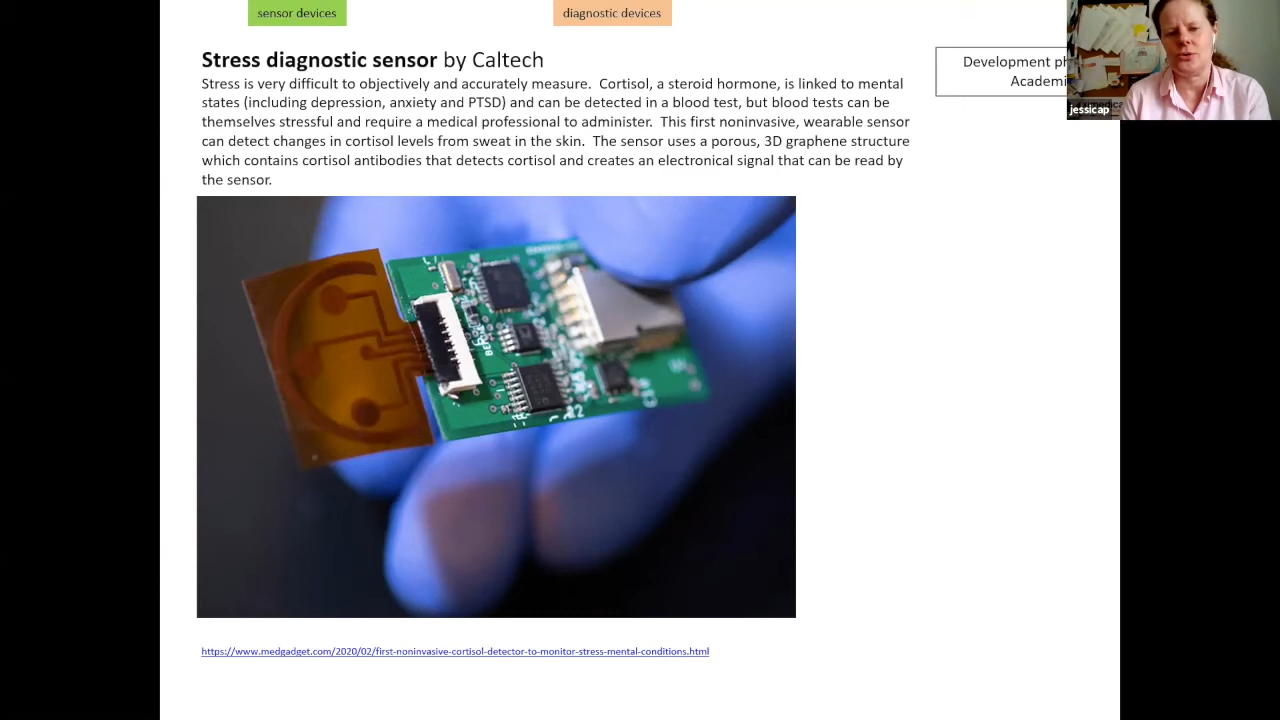 sensor devices
diagnostic devices
Stress diagnostic sensor by Caltech
Stress is very difficult to objectively and accurately measure. Cortisol, a steroid hormone, is linked to mental
states (including depression, anxiety and PTSD) and can be detected in a blood test, but blood tests can be
themselves stressful and require a medical professional to administer. This first noninvasive, wearable sensor
can detect changes in cortisol levels from sweat in the skin. The sensor uses a porous, 3D graphene structure
which contains cortisol antibodies that detects cortisol and creates an electronical signal that can be read by
the sensor.
Development
jessicap
https://www.medgadget.com/2020/02/first-noninvasive-cortisol-detector-to-monitor-stress-mental-conditions.html